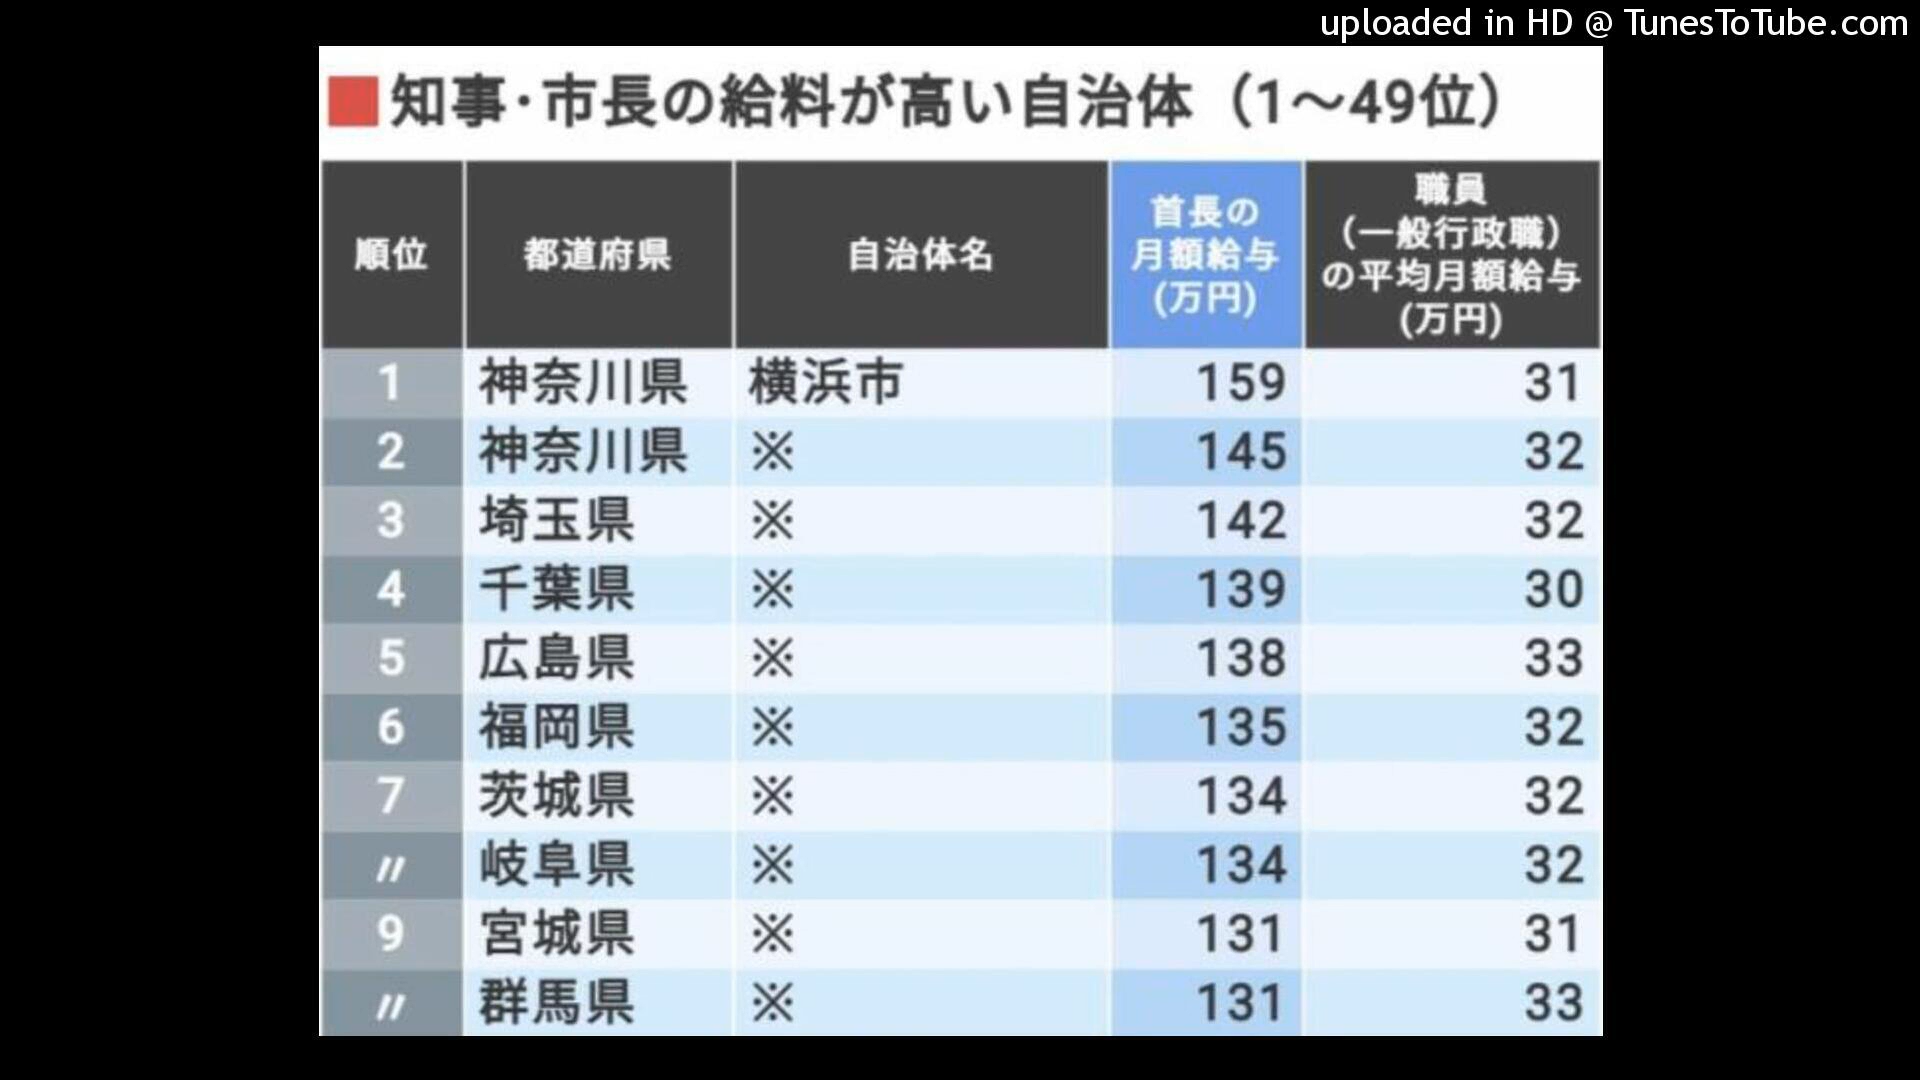 uploaded in HD @ TunesToTube.com
■知事・市長の給料が高い自治体（1～49位）
順位 都道府県 自治体名 首長の月額給与(万円) 職員（一般行政職）の平均月額給与(万円)
1 神奈川県 横浜市 159 31
2 神奈川県 ※ 145 32
3 埼玉県 ※ 142 32
4 千葉県 ※ 139 30
5 広島県 ※ 138 33
6 福岡県 ※ 135 32
7 茨城県 ※ 134 32
〃 岐阜県 ※ 134 32
9 宮城県 ※ 131 31
〃 群馬県 ※ 131 33